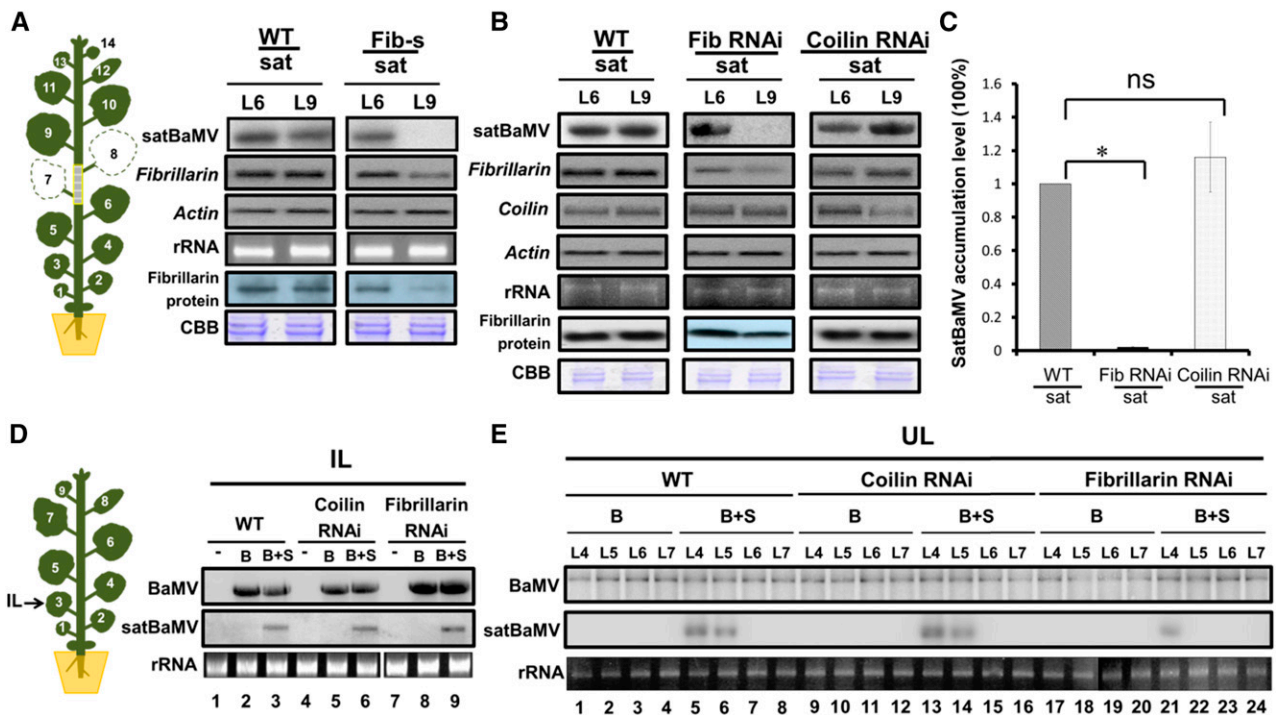 A
14
13
12
11
10
9
8
7
6
5
4
3
2
1
WT Fib-s
sat sat
L6 L9 L6 L9
satBaMV
Fibrillarin
Actin
rRNA
Fibrillarin
protein
CBB
B
WT Fib RNAi Coilin RNAi
sat sat sat
L6 L9 L6 L9 L6 L9
satBaMV
Fibrillarin
Coilin
Actin
rRNA
Fibrillarin
protein
CBB
C
SatBaMV accumulation level (100%)
1.6
1.4
1.2
1
0.8
0.6
0.4
0.2
0
ns
*
WT Fib RNAi Coilin RNAi
sat sat sat
D
9
8
7
6
5
4
IL
3
2
1
IL
WT Coilin RNAi Fibrillarin RNAi
- B B+S - B B+S - B B+S
BaMV
satBaMV
rRNA
1 2 3 4 5 6 7 8 9
E
UL
WT Coilin RNAi Fibrillarin RNAi
B B+S B B+S B B+S
L4 L5 L6 L7 L4 L5 L6 L7 L4 L5 L6 L7 L4 L5 L6 L7 L4 L5 L6 L7 L4 L5 L6 L7
BaMV
satBaMV
rRNA
1 2 3 4 5 6 7 8 9 10 11 12 13 14 15 16 17 18 19 20 21 22 23 24